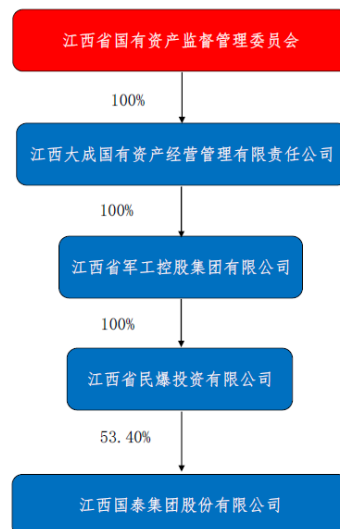 江西省国有资产监督管理委员会
100%
江西大成国有资产经营管理有限责任公司
100%
江西省军工控股集团有限公司
100%
江西省民爆投资有限公司
53.40%
江西国泰集团股份有限公司